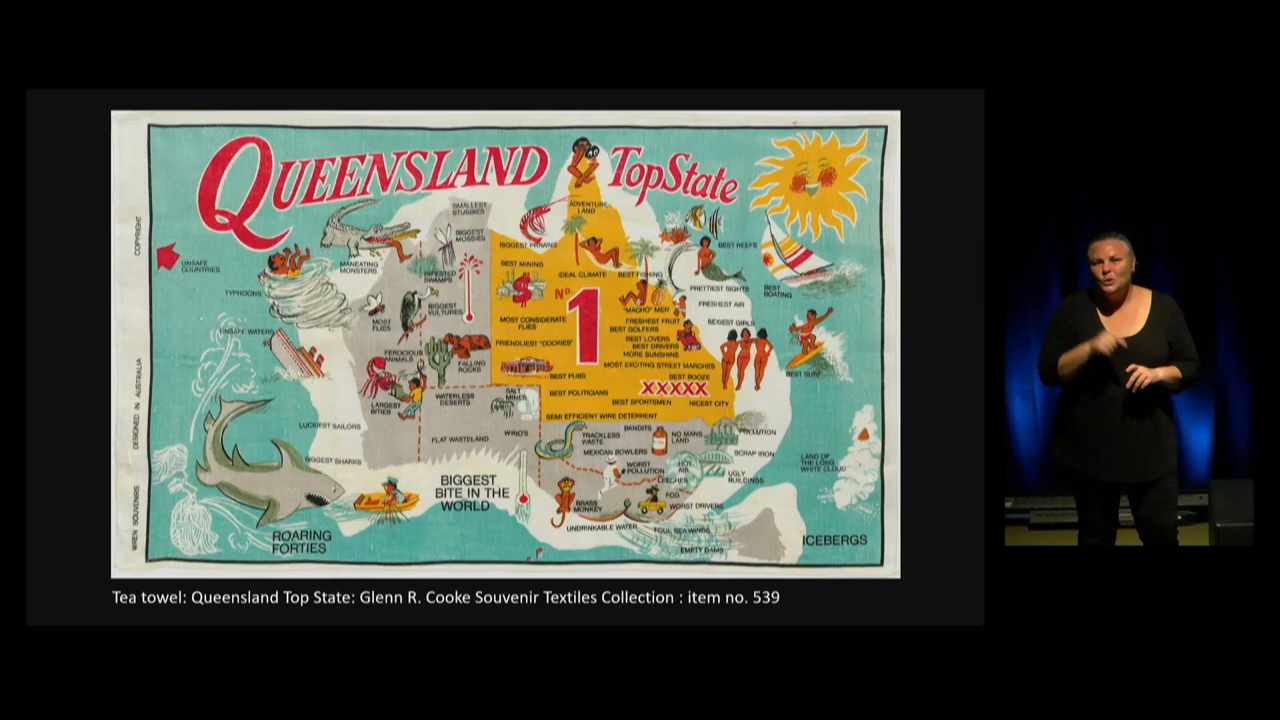 QUEENSLAND
TopState
COPYRIGHT
DESIGNED IN AUSTRALIA
WREN SOUVENIRS
UNSAFE
COUNTRIES
TYPHOONS
UNSAFE WATERS
MANEATING
MONSTERS
SMALLEST
STUBBIES
BIGGEST
MOSSIES
INFESTED
SWAMPS
BIGGEST
VULTURES
MOST
FLIES
FEROCIOUS
ANIMALS
FALLING
ROCKS
LARGEST
BITIES
WATERLESS
DESERTS
SALT
MINES
LUCKIEST SAILORS
FLAT WASTELAND
WINO'S
BIGGEST SHARKS
BIGGEST
BITE IN THE
WORLD
ROARING
FORTIES
ADVENTURE
LAND
BIGGEST PRAWNS
BEST MINING
$
IDEAL CLIMATE
BEST FISHING
No.
1
MOST CONSIDERATE
FLIES
FRIENDLIEST "COCKIES"
BEST PUBS
BEST POLITICIANS
"MACHO" MEN
FRESHEST FRUIT
BEST GOLFERS
BEST LOVERS
BEST DRIVERS
MORE SUNSHINE
MOST EXCITING STREET MARCHES
BEST BOOZE
XXXXX
BEST SPORTSMEN
NICEST CITY
SEMI EFFICIENT WIRE DETERRENT
BEST REEFS
PRETTIEST SIGHTS
FRESHEST AIR
SEXIEST GIRLS
BEST
BOATING
BEST SURF
TRACKLESS
WASTE
BANDITS
NO MANS
LAND
POLLUTION
MEXICAN BOWLERS
SCRAP IRON
WORST
POLLUTION
HOT
AIR
LEECHES
UGLY
BUILDINGS
FOG
BRASS
MONKEY
WORST DRIVERS
UNDRINKABLE WATER
FOUL SEA WINDS
EMPTY DAMS
LAND OF
THE LONG
WHITE CLOUD
ICEBERGS
Tea towel: Queensland Top State: Glenn R. Cooke Souvenir Textiles Collection : item no. 539